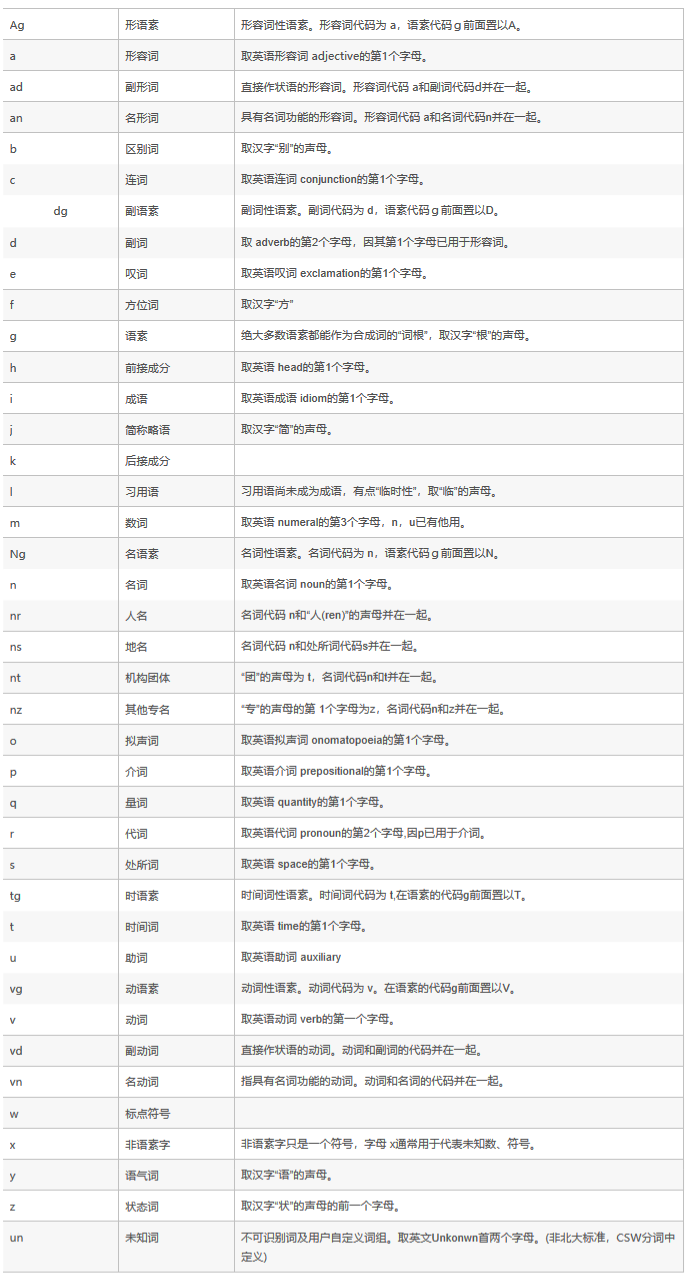 Ag 形语素 形容词性语素。形容词代码为 a，语素代码ｇ前面置以A。
a 形容词 取英语形容词 adjective的第1个字母。
ad 副形词 直接作状语的形容词。形容词代码 a和副词代码d并在一起。
an 名形词 具有名词功能的形容词。形容词代码 a和名词代码n并在一起。
b 区别词 取汉字“别”的声母。
c 连词 取英语连词 conjunction的第1个字母。
dg 副语素 副词性语素。副词代码为 d，语素代码ｇ前面置以D。
d 副词 取 adverb的第2个字母，因其第1个字母已用于形容词。
e 叹词 取英语叹词 exclamation的第1个字母。
f 方位词 取汉字“方”
g 语素 绝大多数语素都能作为合成词的“词根”，取汉字“根”的声母。
h 前接成分 取英语 head的第1个字母。
i 成语 取英语成语 idiom的第1个字母。
j 简称略语 取汉字“简”的声母。
k 后接成分
l 习用语 习用语尚未成为成语，有点“临时性”，取“临”的声母。
m 数词 取英语 numeral的第3个字母，n，u已有他用。
Ng 名语素 名词性语素。名词代码为 n，语素代码ｇ前面置以N。
n 名词 取英语名词 noun的第1个字母。
nr 人名 名词代码 n和“人(ren)”的声母并在一起。
ns 地名 名词代码 n和处所词代码s并在一起。
nt 机构团体 “团”的声母为 t，名词代码n和t并在一起。
nz 其他专名 “专”的声母的第 1个字母为z，名词代码n和z并在一起。
o 拟声词 取英语拟声词 onomatopoeia的第1个字母。
p 介词 取英语介词 prepositional的第1个字母。
q 量词 取英语 quantity的第1个字母。
r 代词 取英语代词 pronoun的第2个字母,因p已用于介词。
s 处所词 取英语 space的第1个字母。
tg 时语素 时间词性语素。时间词代码为 t,在语素的代码g前面置以T。
t 时间词 取英语 time的第1个字母。
u 助词 取英语助词 auxiliary
vg 动语素 动词性语素。动词代码为 v。在语素的代码g前面置以V。
v 动词 取英语动词 verb的第一个字母。
vd 副动词 直接作状语的动词。动词和副词的代码并在一起。
vn 名动词 指具有名词功能的动词。动词和名词的代码并在一起。
w 标点符号
x 非语素字 非语素字只是一个符号，字母 x通常用于代表未知数、符号。
y 语气词 取汉字“语”的声母。
z 状态词 取汉字“状”的声母的前一个字母。
un 未知词 不可识别词及用户自定义词组。取英文Unkonwn首两个字母。(非北大标准，CSW分词中
定义)